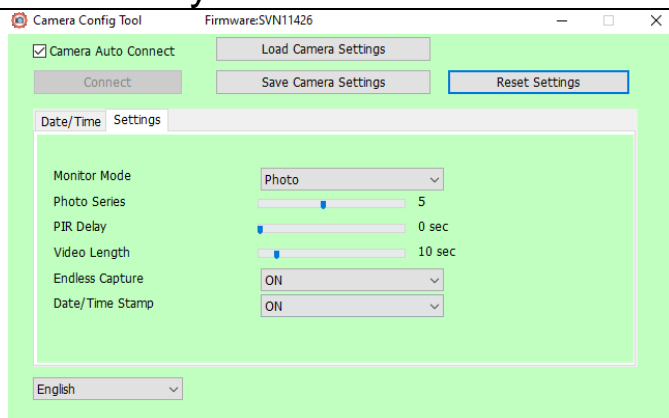 Camera Config Tool Firmware:SVN11426
Camera Auto Connect Load Camera Settings
Connect Save Camera Settings Reset Settings
Date/Time Settings
Monitor Mode Photo
Photo Series 5
PIR Delay 0 sec
Video Length 10 sec
Endless Capture ON
Date/Time Stamp ON
English